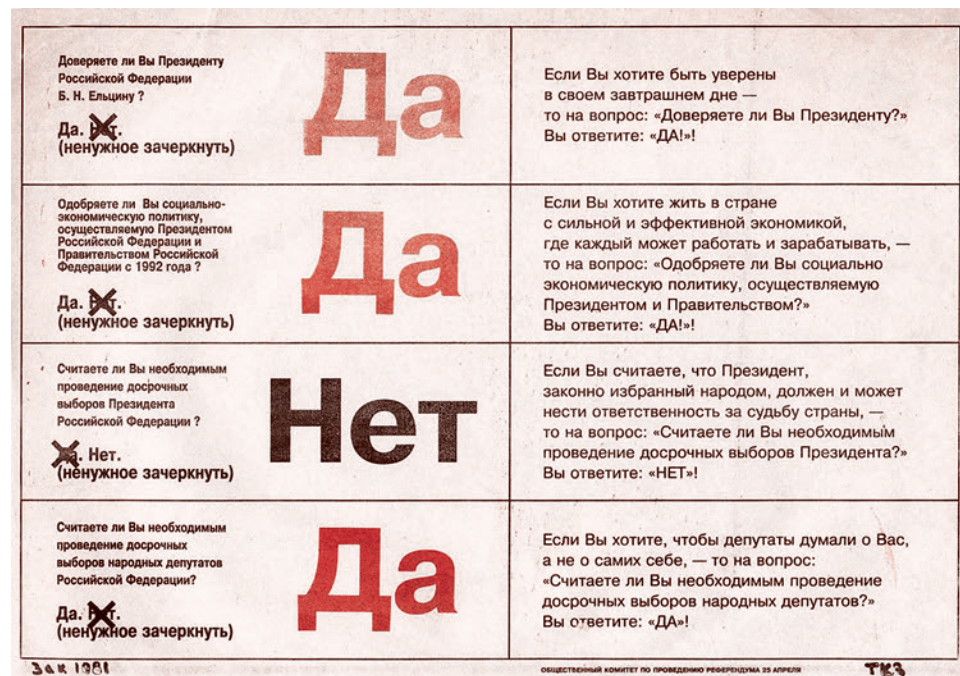 Доверяете ли Вы Президенту
Российской Федерации
Б. Н. Ельцину ?
Да. Нет.
(ненужное зачеркнуть)
Да
Если Вы хотите быть уверены
в своем завтрашнем дне —
то на вопрос: «Доверяете ли Вы Президенту?»
Вы ответите: «ДА!»!
Одобряете ли Вы социально-
экономическую политику,
осуществляемую Президентом
Российской Федерации и
Правительством Российской
Федерации с 1992 года ?
Да. Нет.
(ненужное зачеркнуть)
Да
Если Вы хотите жить в стране
с сильной и эффективной экономикой,
где каждый может работать и зарабатывать, —
то на вопрос: «Одобряете ли Вы социально
экономическую политику, осуществляемую
Президентом и Правительством?»
Вы ответите: «ДА!»!
Считаете ли Вы необходимым
проведение досрочных
выборов Президента
Российской Федерации ?
Да. Нет.
(ненужное зачеркнуть)
Нет
Если Вы считаете, что Президент,
законно избранный народом, должен и может
нести ответственность за судьбу страны, —
то на вопрос: «Считаете ли Вы необходимым
проведение досрочных выборов Президента?»
Вы ответите: «НЕТ»!
Считаете ли Вы необходимым
проведение досрочных
выборов народных депутатов
Российской Федерации?
Да. Нет.
(ненужное зачеркнуть)
Да
Если Вы хотите, чтобы депутаты думали о Вас,
а не о самих себе, — то на вопрос:
«Считаете ли Вы необходимым проведение
досрочных выборов народных депутатов?»
Вы ответите: «ДА»!
Зак 1981
ОБЩЕСТВЕННЫЙ КОМИТЕТ ПО ПРОВЕДЕНИЮ РЕФЕРЕНДУМА 25 АПРЕЛЯ
ТКЗ